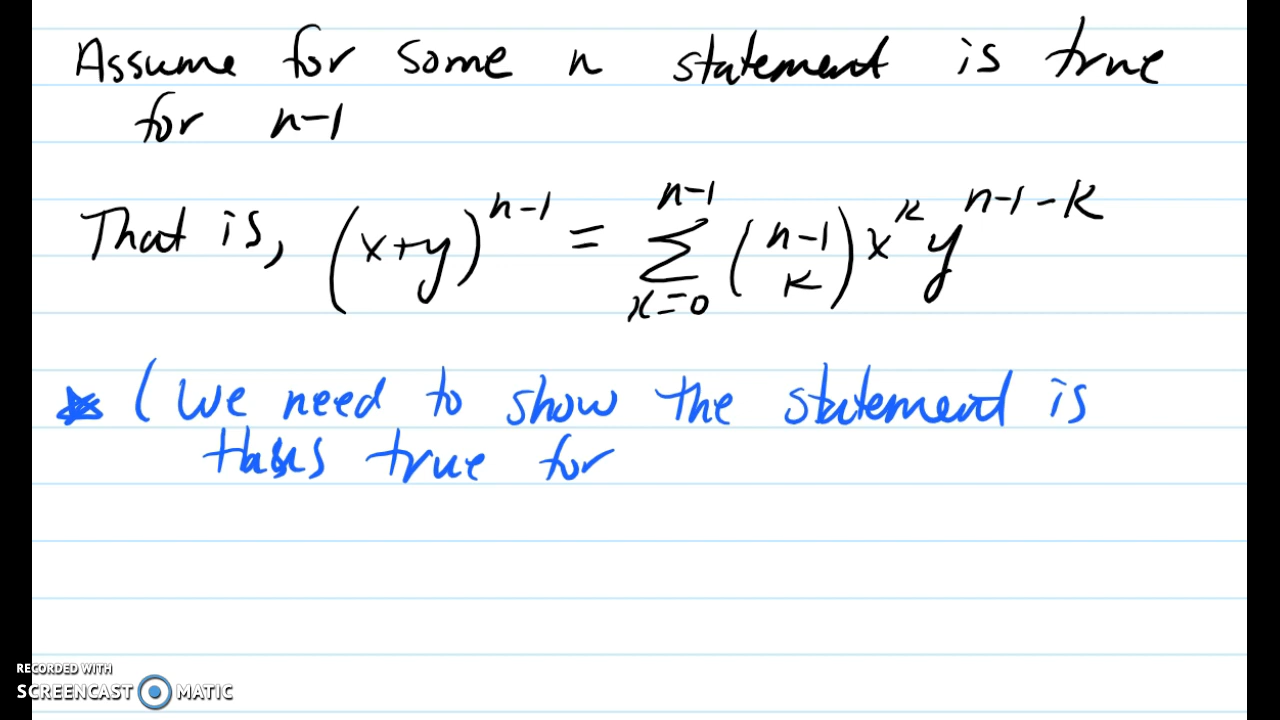 Assume for some n statement is true
for n-1
That is, (x+y)^{n-1} = \sum_{x=0}^{n-1} \binom{n-1}{k} x^k y^{n-1-k}
* (We need to show the statement is
thus true for
RECORDED WITH
SCREENCAST MATIC